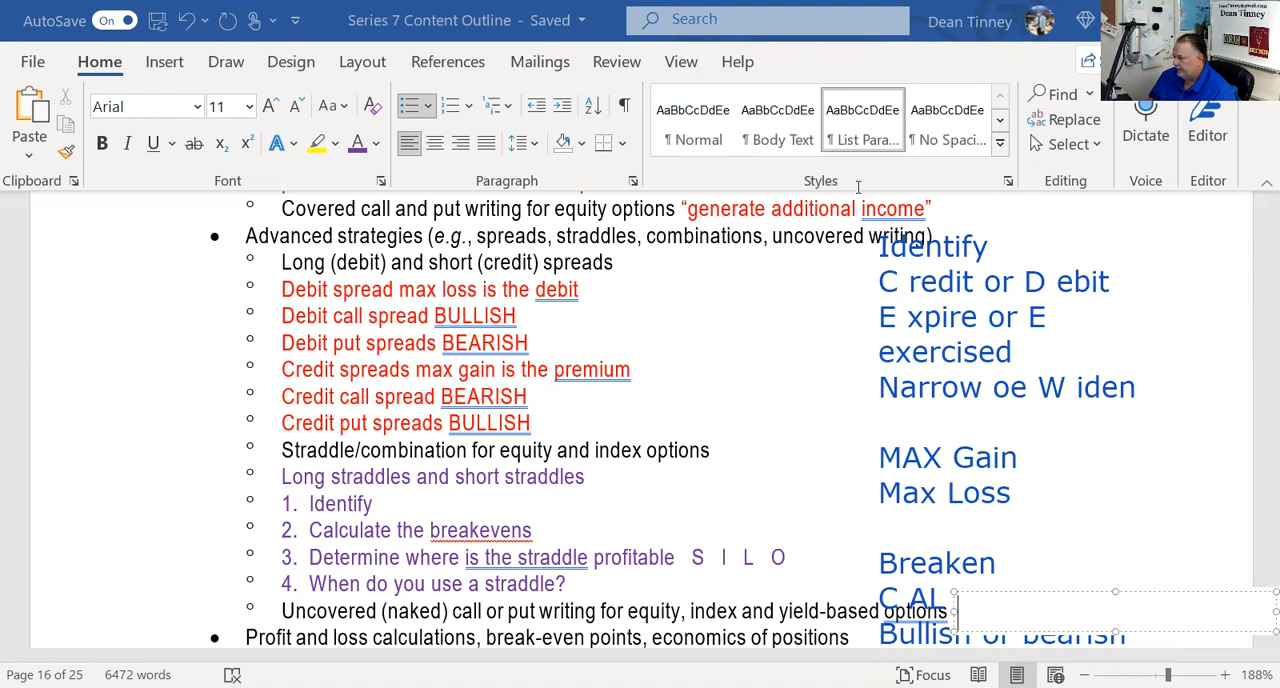 AutoSave On Series 7 Content Outline - Saved Search Dean Tinney
File Home Insert Draw Design Layout References Mailings Review View Help
Paste Arial 11 Aa AaBbCcDdEe AaBbCcDdEe AaBbCcDdEe AaBbCcDdEe Find
B I U ab x₂ x² A A ¶ Normal ¶ Body Text ¶ List Para... ¶ No Spaci... Replace Select Dictate Editor
Clipboard Font Paragraph Styles Editing Voice Editor
Covered call and put writing for equity options “generate additional income”
Advanced strategies (e.g., spreads, straddles, combinations, uncovered writing)
Long (debit) and short (credit) spreads
Debit spread max loss is the debit
Debit call spread BULLISH
Debit put spreads BEARISH
Credit spreads max gain is the premium
Credit call spread BEARISH
Credit put spreads BULLISH
Straddle/combination for equity and index options
Long straddles and short straddles
1. Identify
2. Calculate the breakevens
3. Determine where is the straddle profitable S I L O
4. When do you use a straddle?
Uncovered (naked) call or put writing for equity, index and yield-based options
Profit and loss calculations, break-even points, economics of positions
Identify
C redit or D ebit
E xpire or E
exercised
Narrow oe W iden
MAX Gain
Max Loss
Breaken
C AL
Bullish or bearish
Page 16 of 25 6472 words Focus 188%